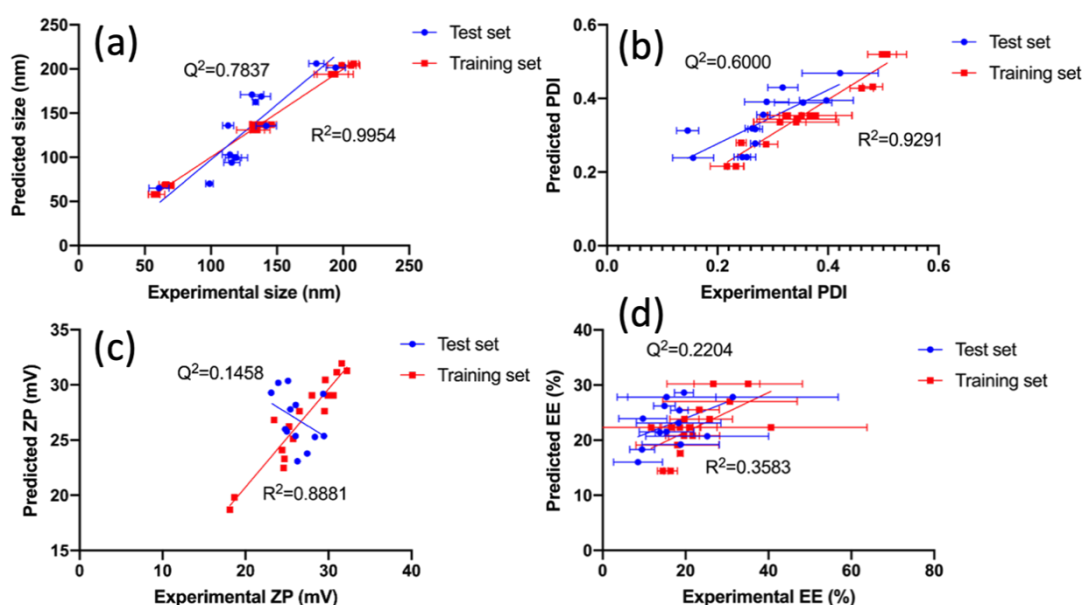 (a)
Predicted size (nm)
250
200
150
100
50
0
0 50 100 150 200 250
Experimental size (nm)
Q²=0.7837
R²=0.9954
Test set
Training set
(b)
Predicted PDI
0.6
0.4
0.2
0.0
0.0 0.2 0.4 0.6
Experimental PDI
Q²=0.6000
R²=0.9291
Test set
Training set
(c)
Predicted ZP (mV)
35
30
25
20
15
0 10 20 30 40
Experimental ZP (mV)
Q²=0.1458
R²=0.8881
Test set
Training set
(d)
Predicted EE (%)
40
30
20
10
0
0 20 40 60 80
Experimental EE (%)
Q²=0.2204
R²=0.3583
Test set
Training set